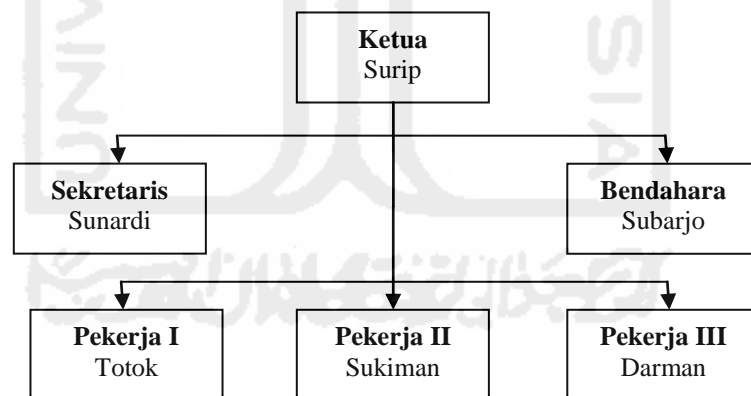 Ketua
Surip
Sekretaris
Sunardi
Bendahara
Subarjo
Pekerja I
Totok
Pekerja II
Sukiman
Pekerja III
Darman